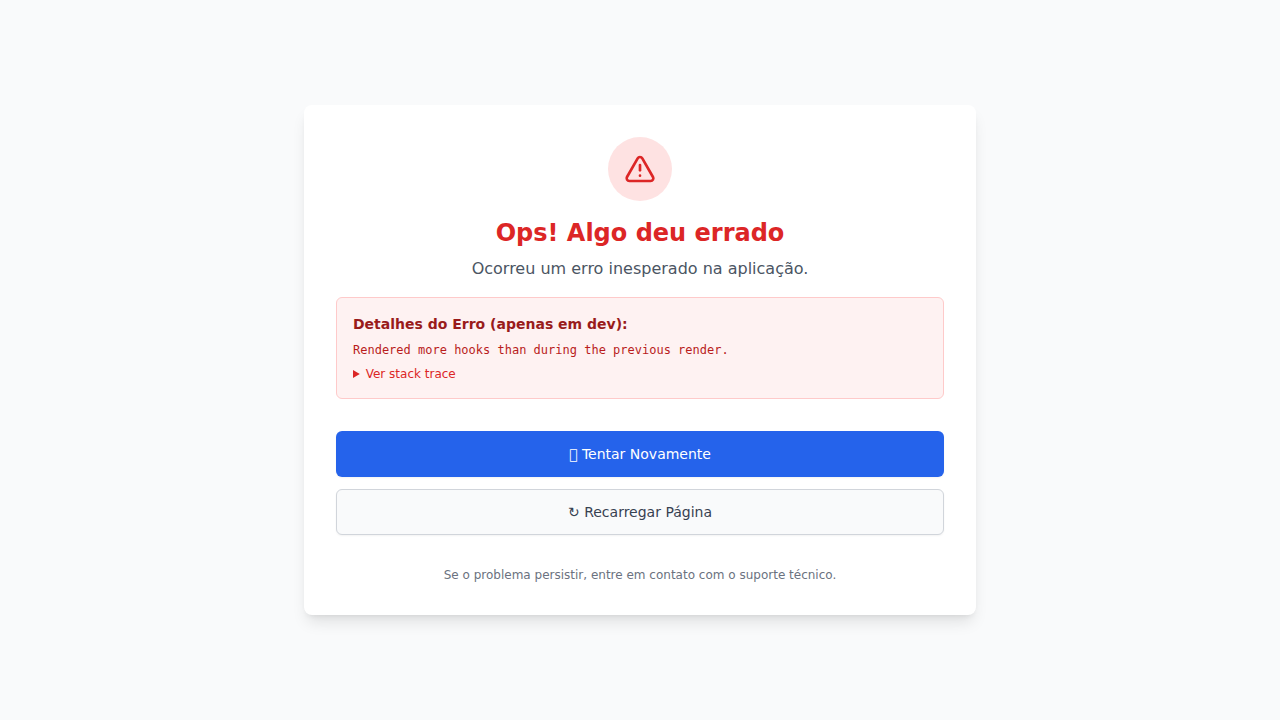 Ops! Algo deu errado
Ocorreu um erro inesperado na aplicação.
Detalhes do Erro (apenas em dev):
Rendered more hooks than during the previous render.
▶ Ver stack trace
Tentar Novamente
↻ Recarregar Página
Se o problema persistir, entre em contato com o suporte técnico.